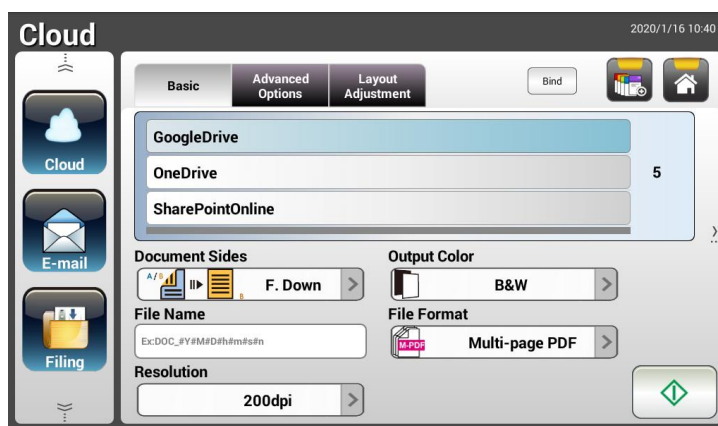 Cloud
2020/1/16 10:40
Basic
Advanced Options
Layout Adjustment
Bind
Cloud
GoogleDrive
OneDrive
5
SharePointOnline
E-mail
Document Sides
Output Color
A/B
B
F. Down
B&W
File Name
File Format
Ex:DOC_#Y#M#D#h#m#s#n
M-PDF
Multi-page PDF
Filing
Resolution
200dpi